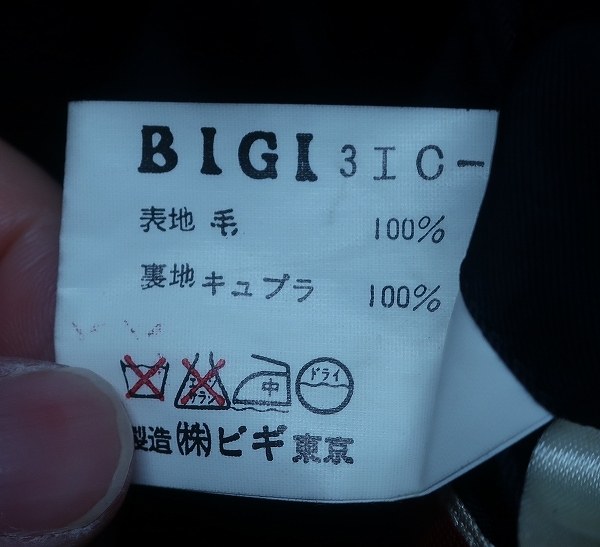 BIGI 3IC-
表地 毛 100%
裏地 キュプラ 100%
中 ドライ
製造(株)ビギ東京